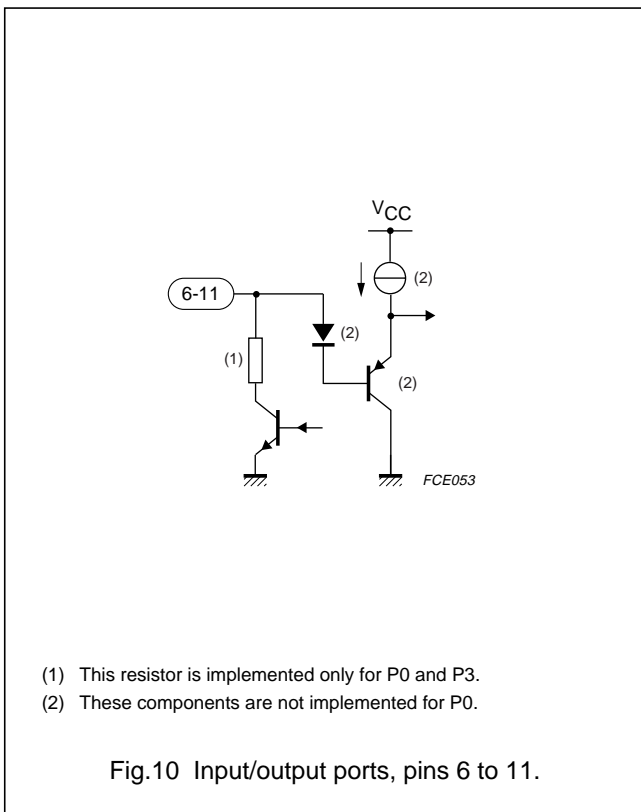 VCC
(2)
6-11
(2)
(1)
(2)
FCE053
(1) This resistor is implemented only for P0 and P3.
(2) These components are not implemented for P0.
Fig.10 Input/output ports, pins 6 to 11.